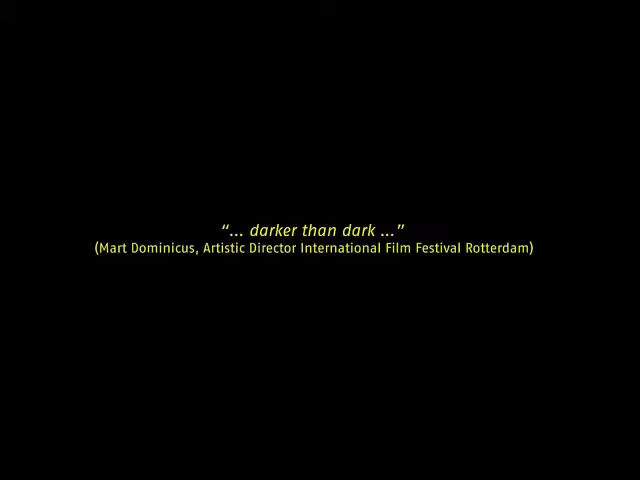 “... darker than dark ...”
(Mart Dominicus, Artistic Director International Film Festival Rotterdam)